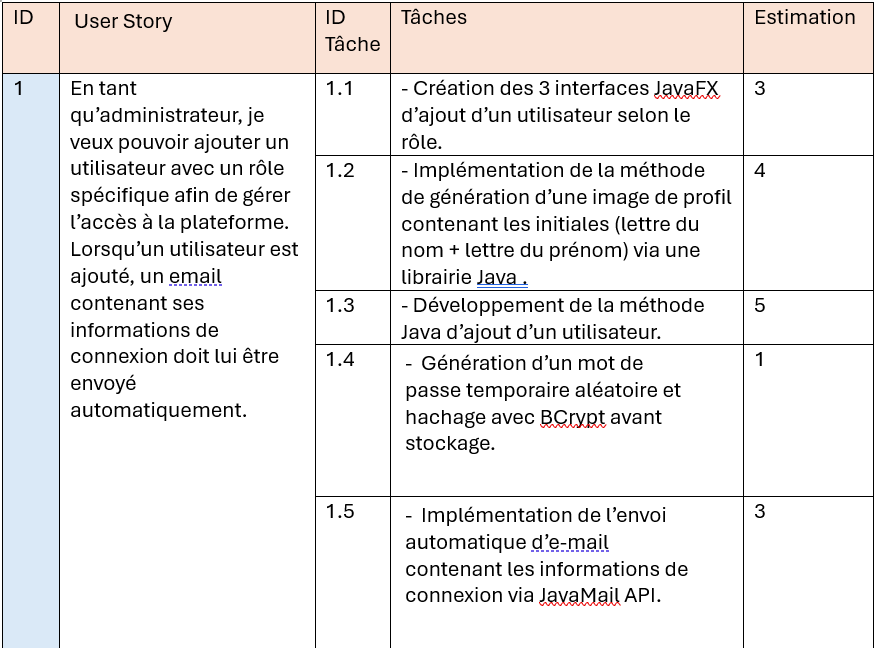 ID
User Story
ID
Tâche
Tâches
Estimation
1
En tant
qu’administrateur, je
veux pouvoir ajouter un
utilisateur avec un rôle
spécifique afin de gérer
l’accès à la plateforme.
Lorsqu’un utilisateur est
ajouté, un email
contenant ses
informations de
connexion doit lui être
envoyé
automatiquement.
1.1
- Création des 3 interfaces JavaFX
d’ajout d’un utilisateur selon le
rôle.
3
1.2
- Implémentation de la méthode
de génération d’une image de profil
contenant les initiales (lettre du
nom + lettre du prénom) via une
librairie Java .
4
1.3
- Développement de la méthode
Java d’ajout d’un utilisateur.
5
1.4
- Génération d’un mot de
passe temporaire aléatoire et
hachage avec BCrypt avant
stockage.
1
1.5
- Implémentation de l’envoi
automatique d’e-mail
contenant les informations de
connexion via JavaMail API.
3